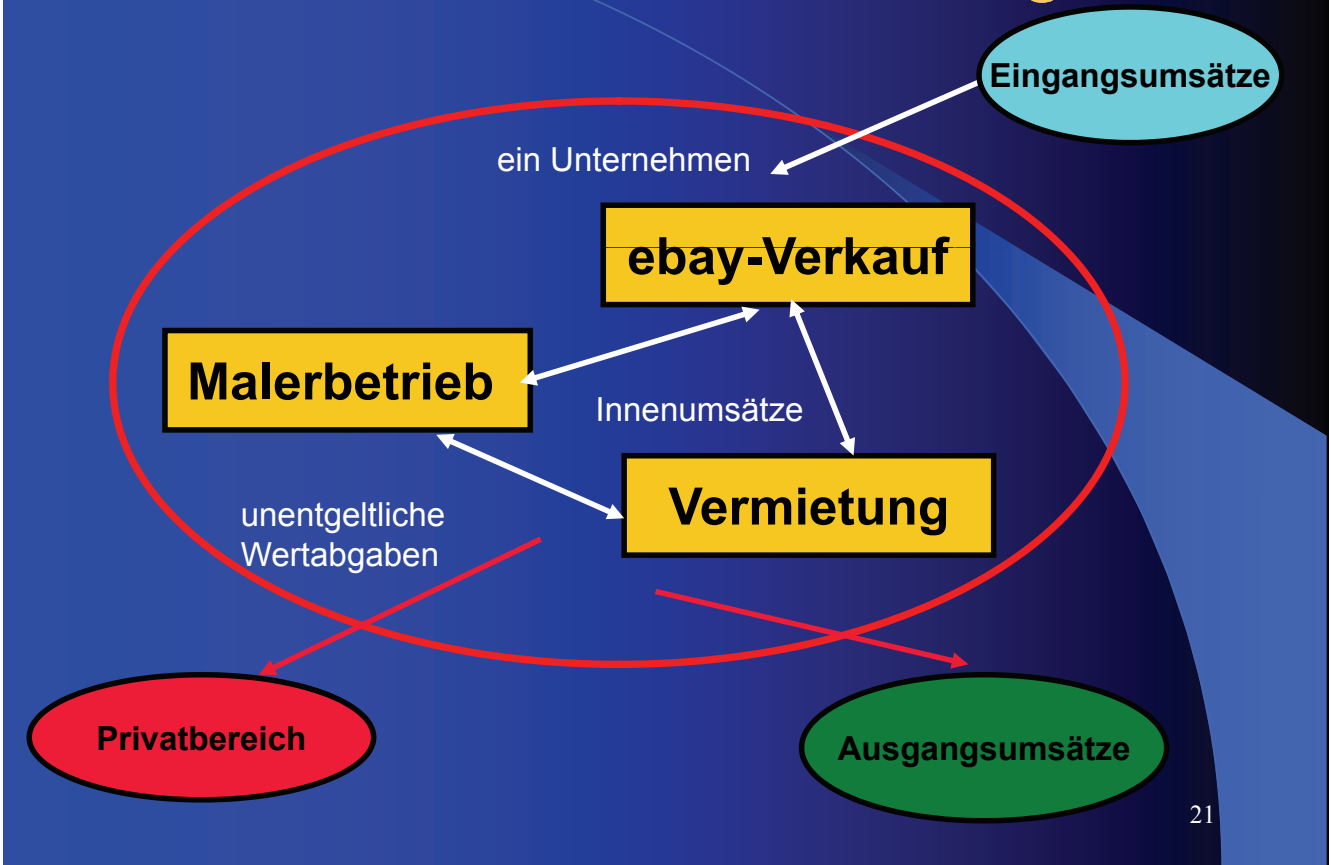 Eingangsumsätze
ein Unternehmen
ebay-Verkauf
Malerbetrieb
Innenumsätze
Vermietung
unentgeltliche
Wertabgaben
Privatbereich
Ausgangsumsätze
21